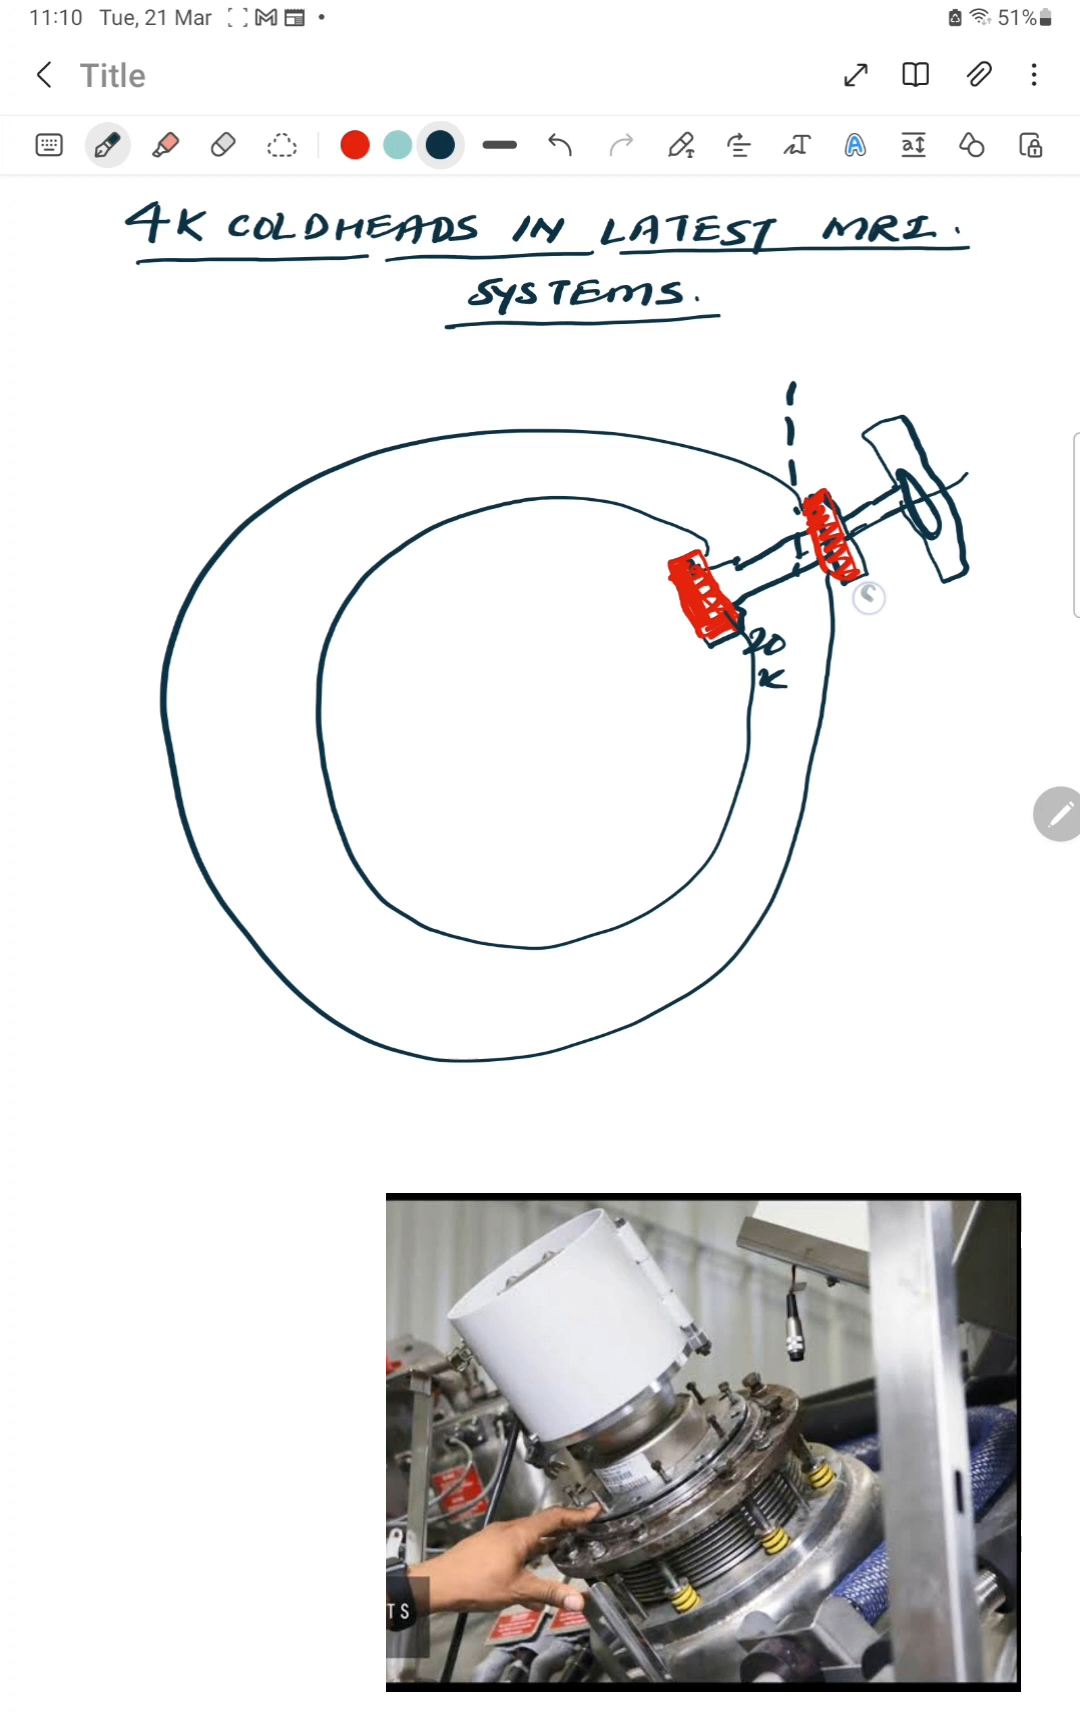 11:10 Tue, 21 Mar
51%
Title
4K COLDHEADS IN LATEST MRI.
SYSTEMS.
20
K
TS